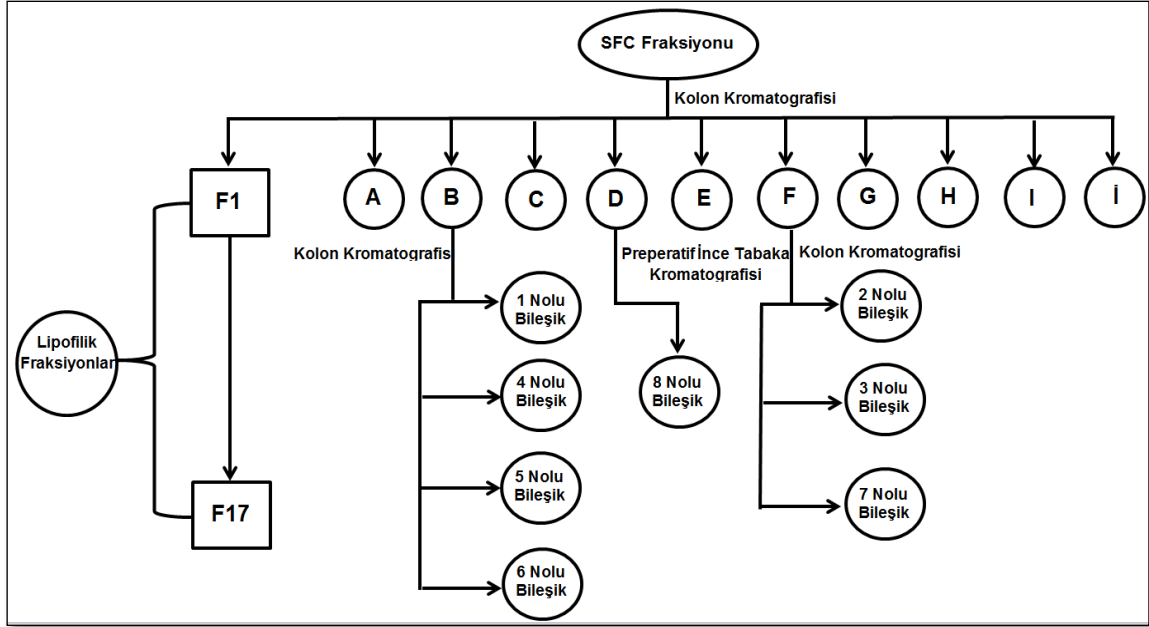 SFC Fraksiyonu
Kolon Kromatografisi
F1
A
B
C
D
E
F
G
H
I
İ
Kolon Kromatografis
Preperatif İnce Tabaka
Kromatografisi
Kolon Kromatografisi
1 Nolu
Bileşik
2 Nolu
Bileşik
Lipofilik
Fraksiyonlar
4 Nolu
Bileşik
8 Nolu
Bileşik
3 Nolu
Bileşik
5 Nolu
Bileşik
7 Nolu
Bileşik
F17
6 Nolu
Bileşik